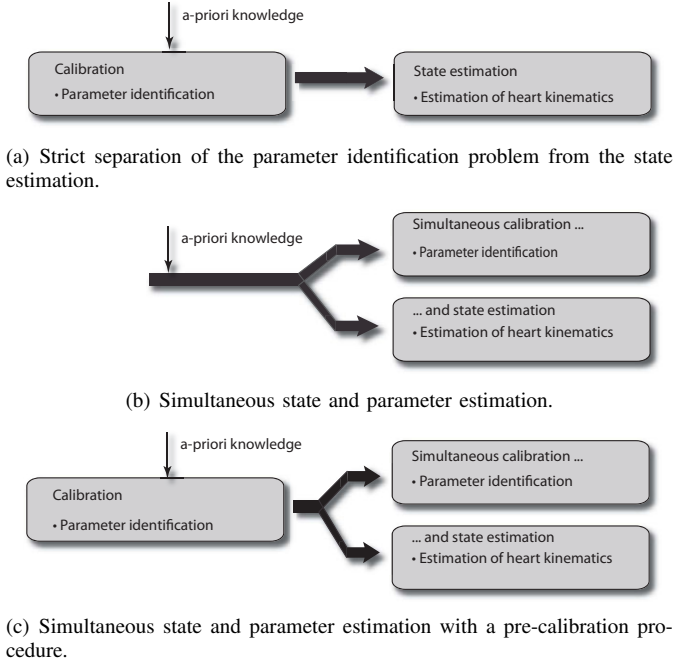 a-priori knowledge
Calibration
• Parameter identification
State estimation
• Estimation of heart kinematics
(a) Strict separation of the parameter identification problem from the state
estimation.
a-priori knowledge
Simultaneous calibration ...
• Parameter identification
... and state estimation
• Estimation of heart kinematics
(b) Simultaneous state and parameter estimation.
a-priori knowledge
Calibration
• Parameter identification
Simultaneous calibration ...
• Parameter identification
... and state estimation
• Estimation of heart kinematics
(c) Simultaneous state and parameter estimation with a pre-calibration pro-
cedure.